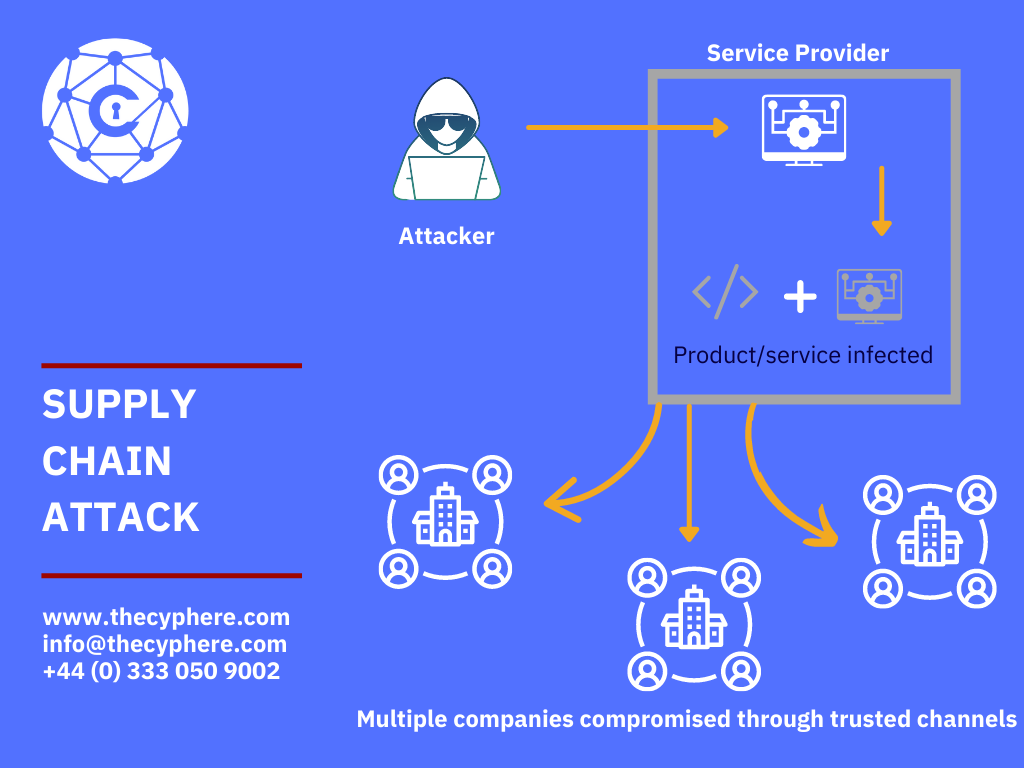 Service Provider
Attacker
</>
+
Product/service infected
SUPPLY
CHAIN
ATTACK
www.thecyphere.com
info@thecyphere.com
+44 (0) 333 050 9002
Multiple companies compromised through trusted channels